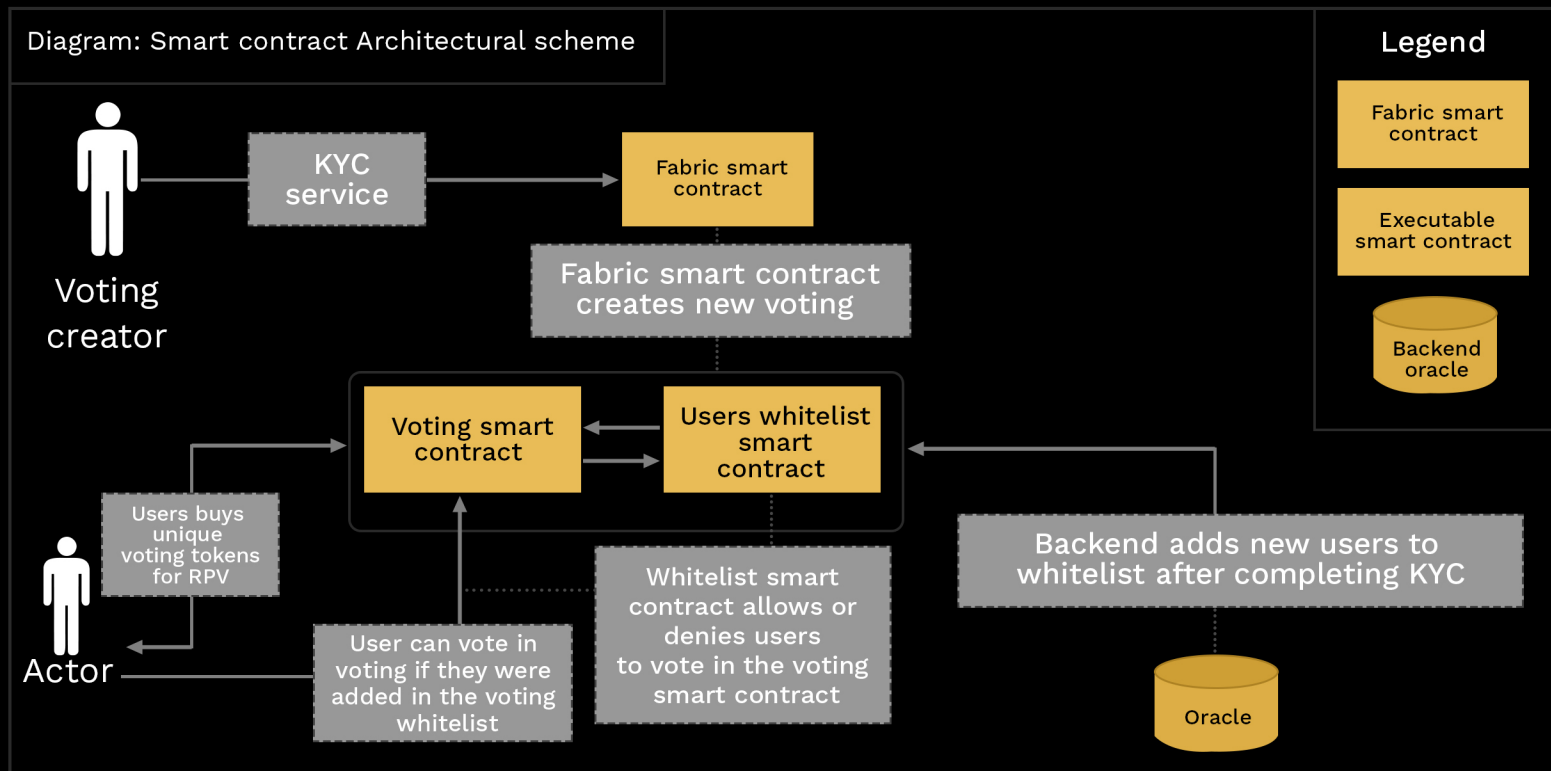 Diagram: Smart contract Architectural scheme
Legend
Fabric smart
contract
Executable
smart contract
Backend
oracle
Voting
creator
KYC
service
Fabric smart
contract
Fabric smart contract
creates new voting
Voting smart
contract
Users whitelist
smart
contract
Users buys
unique
voting tokens
for RPV
Actor
User can vote in
voting if they were
added in the voting
whitelist
Whitelist smart
contract allows or
denies users
to vote in the voting
smart contract
Backend adds new users to
whitelist after completing KYC
Oracle